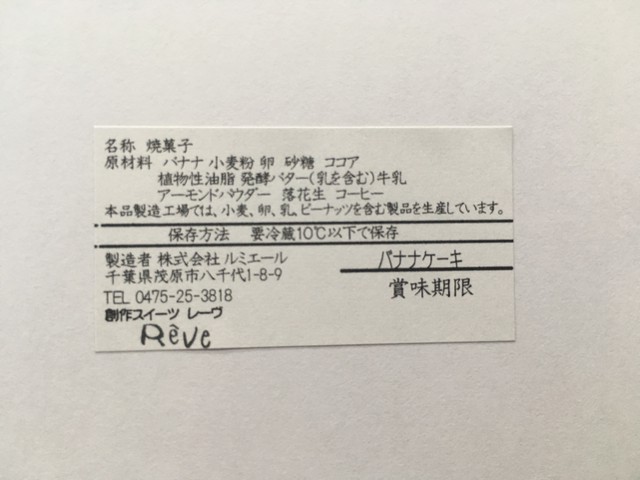 名称 焼菓子
原材料 バナナ 小麦粉 卵 砂糖 ココア
植物性油脂 発酵バター(乳を含む)牛乳
アーモンドパウダー 落花生 コーヒー
本品製造工場では、小麦、卵、乳、ピーナッツを含む製品を生産しています。
保存方法 要冷蔵10℃以下で保存
製造者 株式会社 ルミエール
千葉県茂原市八千代1-8-9
TEL 0475-25-3818
創作スイーツ レーヴ
Rêve
バナナケーキ
賞味期限